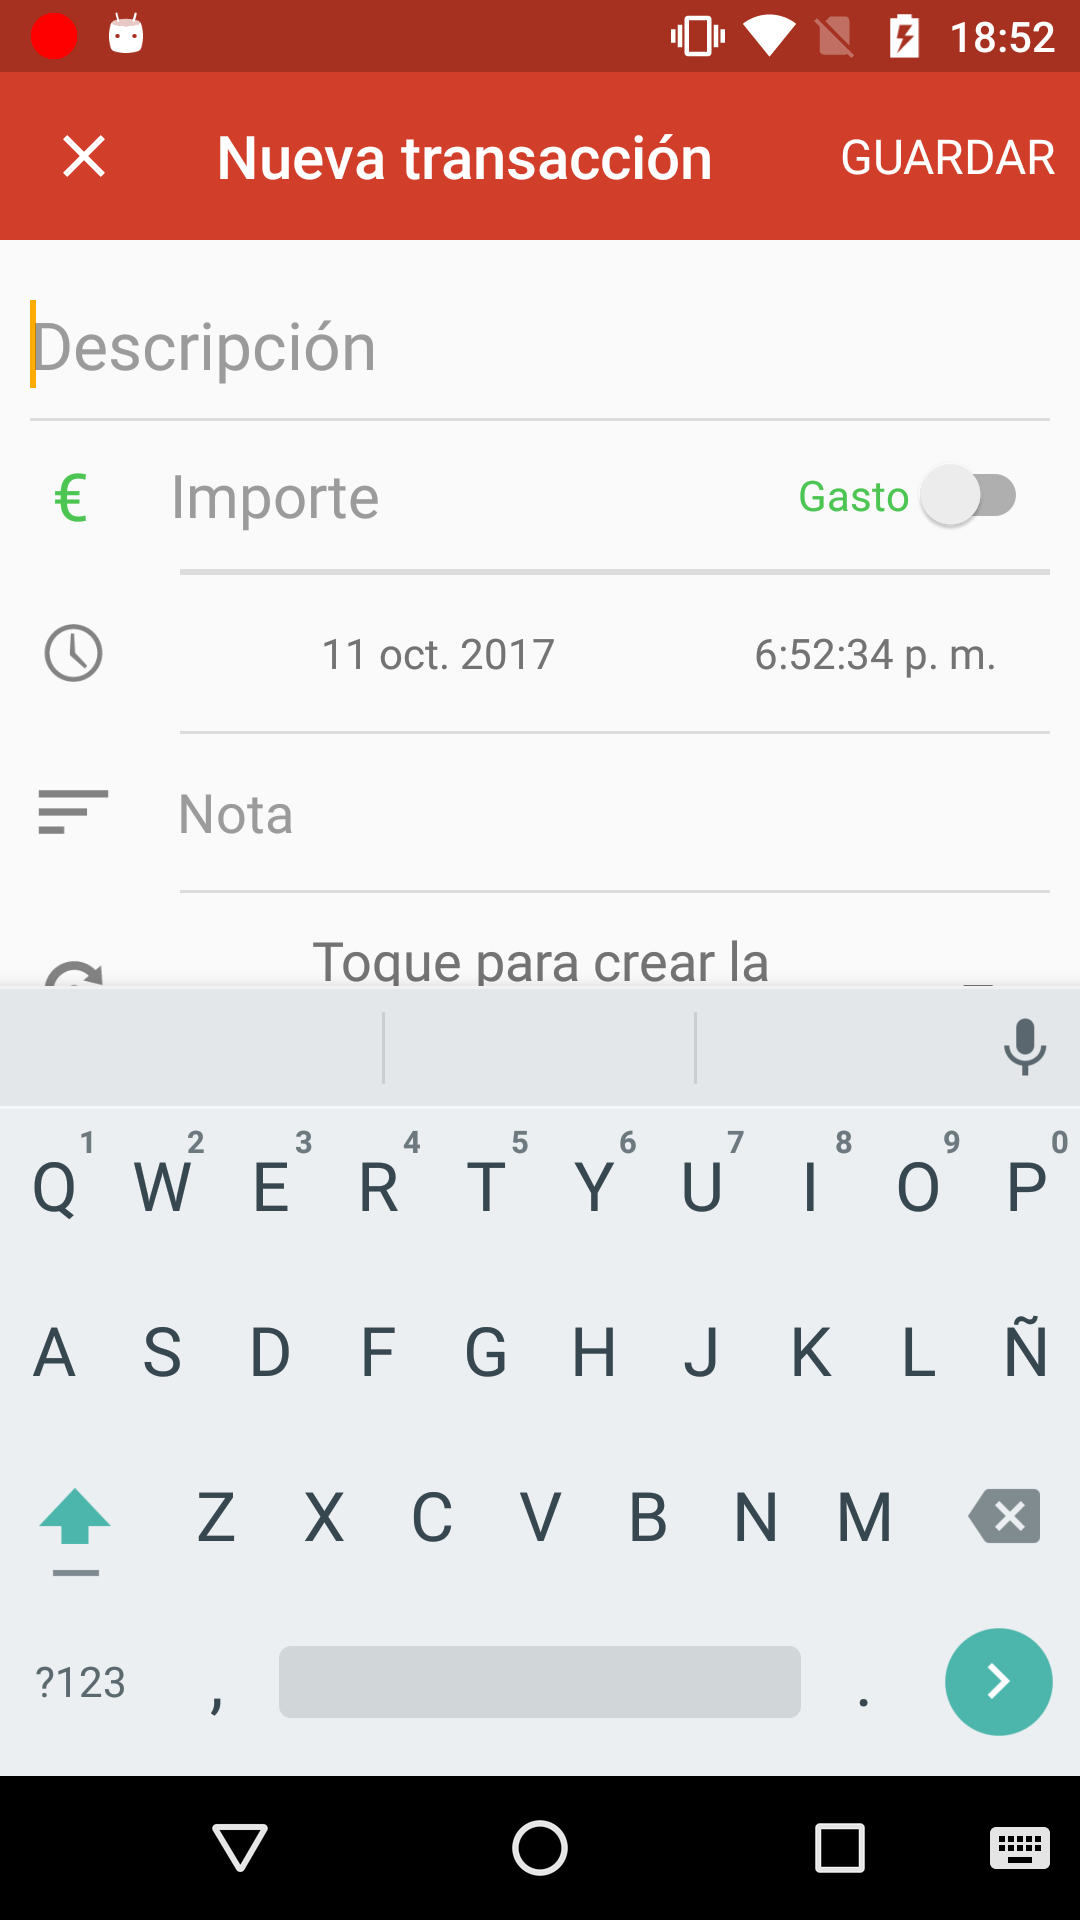 18:52
Nueva transacción GUARDAR
Descripción
€ Importe Gasto
11 oct. 2017 6:52:34 p. m.
Nota
Toque para crear la
1 2 3 4 5 6 7 8 9 0
Q W E R T Y U I O P
A S D F G H J K L Ñ
Z X C V B N M
?123 , .